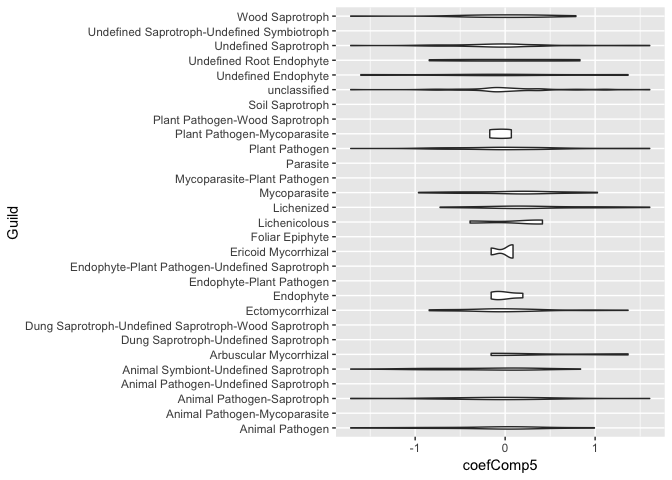 Wood Saprotroph
Undefined Saprotroph-Undefined Symbiotroph
Undefined Saprotroph
Undefined Root Endophyte
Undefined Endophyte
unclassified
Soil Saprotroph
Plant Pathogen-Wood Saprotroph
Plant Pathogen-Mycoparasite
Plant Pathogen
Parasite
Mycoparasite-Plant Pathogen
Mycoparasite
Lichenized
Lichenicolous
Foliar Epiphyte
Ericoid Mycorrhizal
Endophyte-Plant Pathogen-Undefined Saprotroph
Endophyte-Plant Pathogen
Endophyte
Ectomycorrhizal
Dung Saprotroph-Undefined Saprotroph-Wood Saprotroph
Dung Saprotroph-Undefined Saprotroph
Arbuscular Mycorrhizal
Animal Symbiont-Undefined Saprotroph
Animal Pathogen-Undefined Saprotroph
Animal Pathogen-Saprotroph
Animal Pathogen-Mycoparasite
Animal Pathogen
Guild
-1 0 1
coefComp5